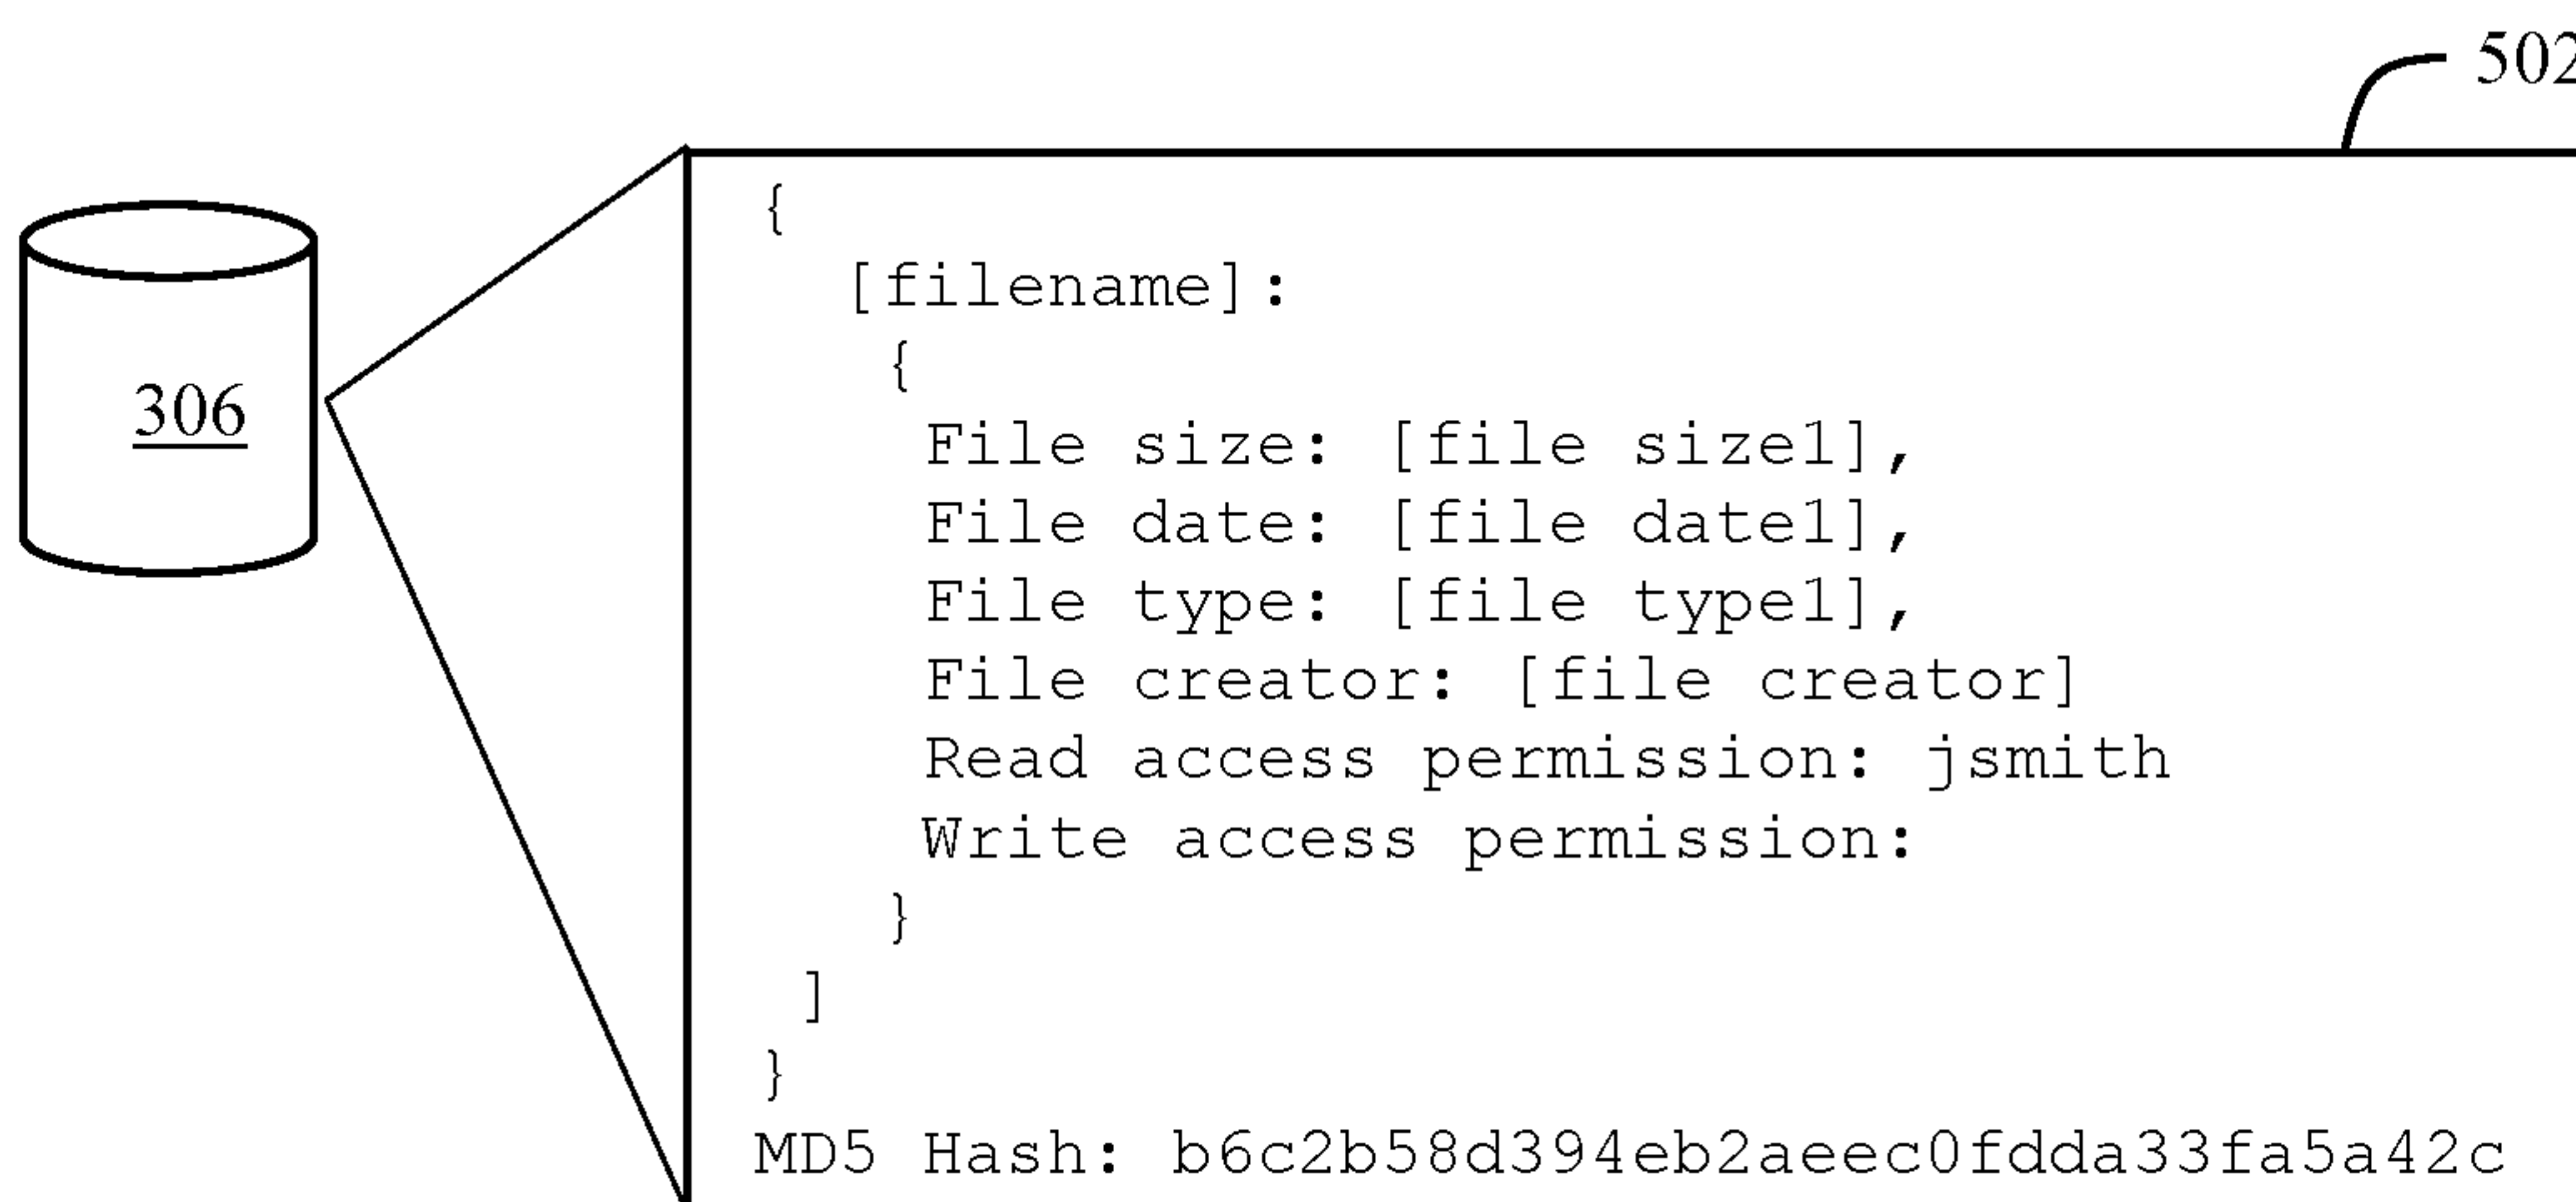 502
{
[filename]:
{
306
File size: [file size1],
File date: [file date1],
File type: [file type1],
File creator: [file creator]
Read access permission: jsmith
Write access permission:
}
]
}
MD5 Hash: b6c2b58d394eb2aeec0fdda33fa5a42c